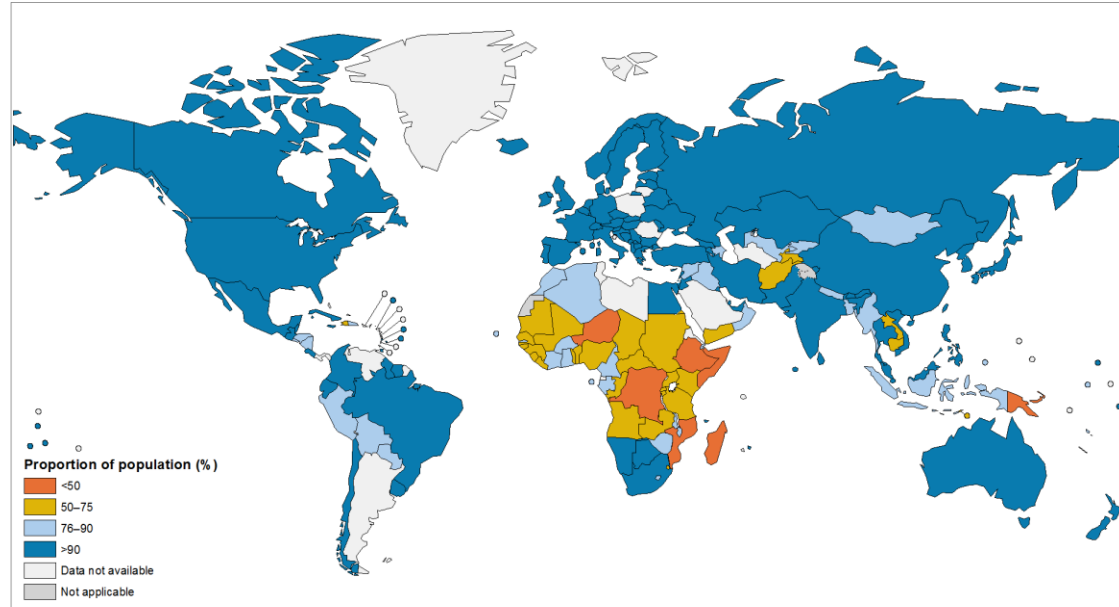 Proportion of population (%)
<50
50–75
76–90
>90
Data not available
Not applicable